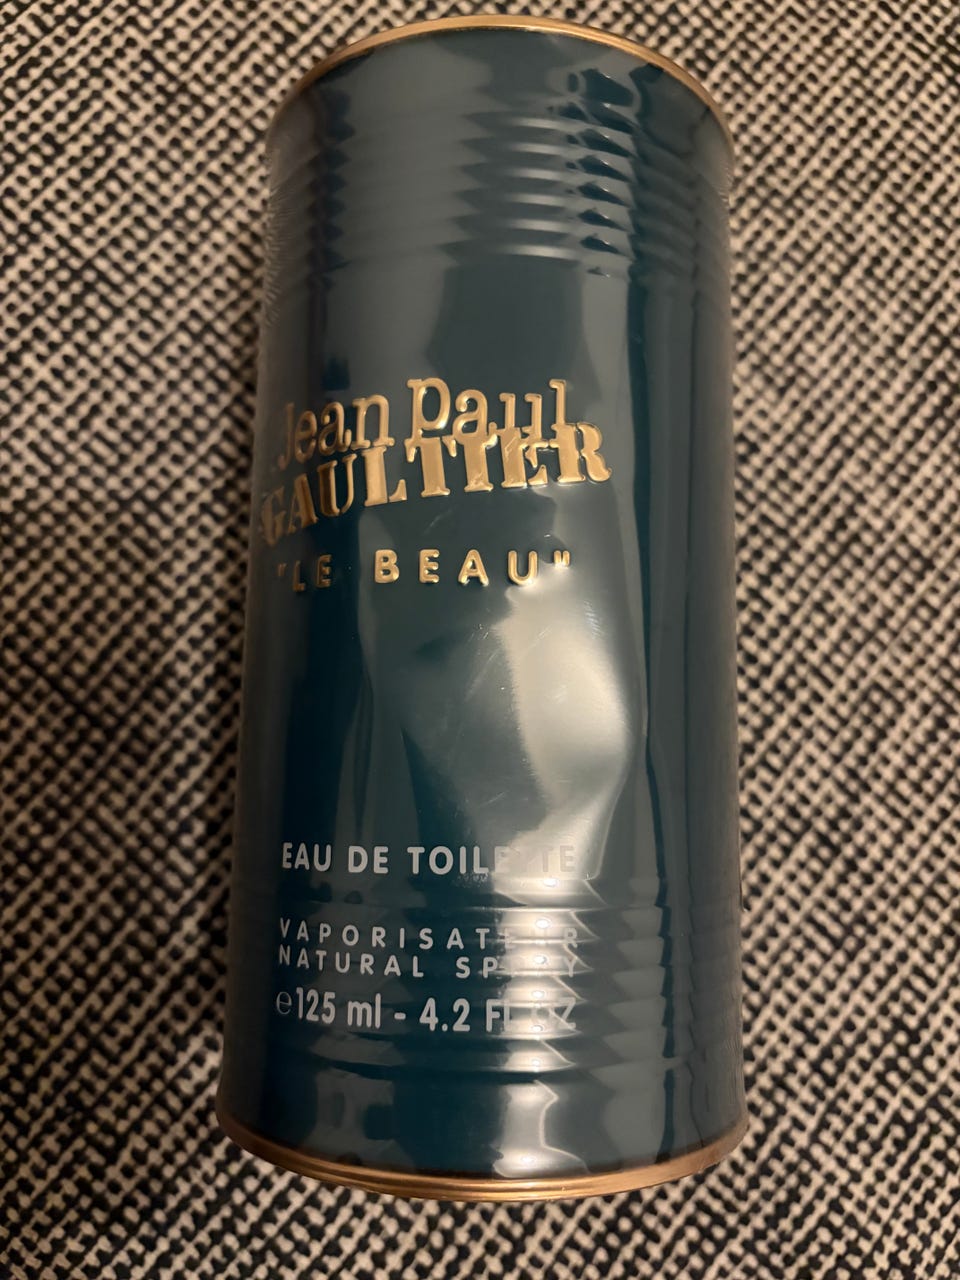 Jean Paul
GAULTIER
"LE BEAU"
EAU DE TOILETTE
VAPORISATEUR
NATURAL SPRAY
℮125 ml - 4.2 FL OZ